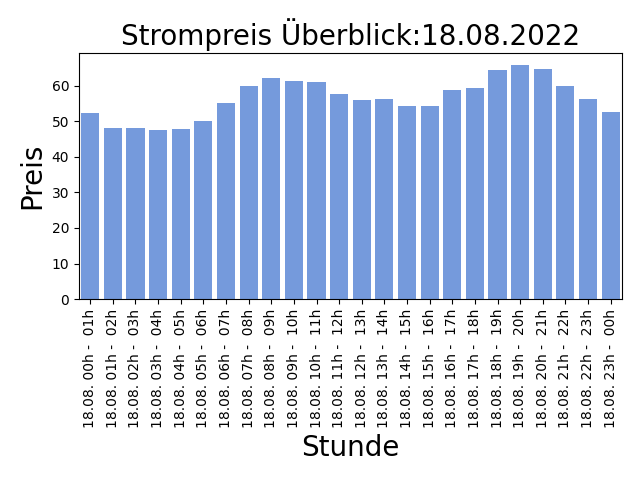 Strompreis Überblick:18.08.2022
Preis
60
50
40
30
20
10
0
18.08. 00h -   01h
18.08. 01h -   02h
18.08. 02h -   03h
18.08. 03h -   04h
18.08. 04h -   05h
18.08. 05h -   06h
18.08. 06h -   07h
18.08. 07h -   08h
18.08. 08h -   09h
18.08. 09h -   10h
18.08. 10h -   11h
18.08. 11h -   12h
18.08. 12h -   13h
18.08. 13h -   14h
18.08. 14h -   15h
18.08. 15h -   16h
18.08. 16h -   17h
18.08. 17h -   18h
18.08. 18h -   19h
18.08. 19h -   20h
18.08. 20h -   21h
18.08. 21h -   22h
18.08. 22h -   23h
18.08. 23h -   00h
Stunde